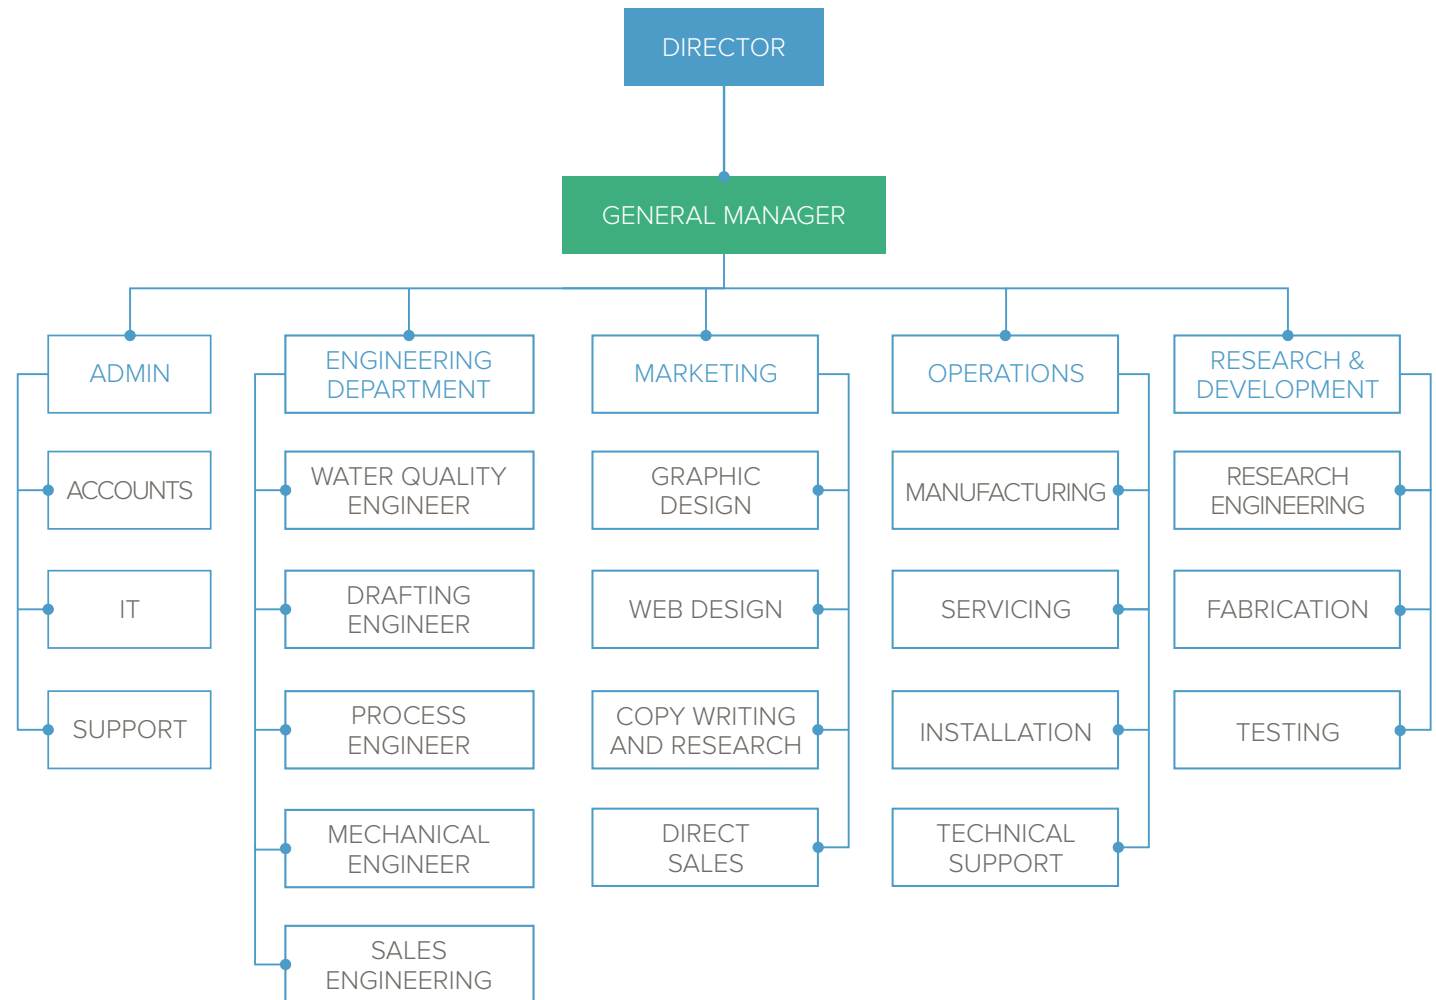 DIRECTOR
GENERAL MANAGER
ADMIN
ACCOUNTS
IT
SUPPORT
ENGINEERING
DEPARTMENT
WATER QUALITY
ENGINEER
DRAFTING
ENGINEER
PROCESS
ENGINEER
MECHANICAL
ENGINEER
SALES
ENGINEERING
MARKETING
GRAPHIC
DESIGN
WEB DESIGN
COPY WRITING
AND RESEARCH
DIRECT
SALES
OPERATIONS
MANUFACTURING
SERVICING
INSTALLATION
TECHNICAL
SUPPORT
RESEARCH &
DEVELOPMENT
RESEARCH
ENGINEERING
FABRICATION
TESTING